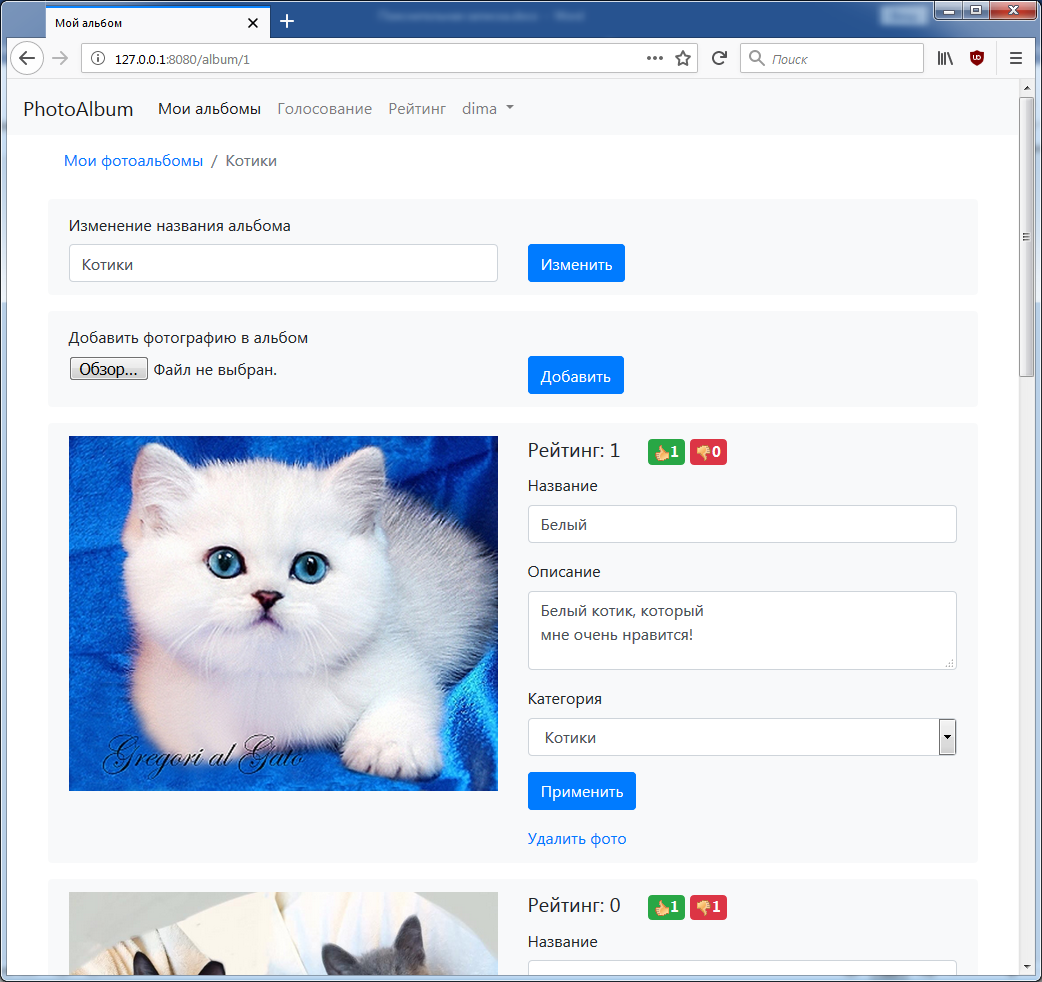 Мой альбом
127.0.0.1:8080/album/1
Поиск
PhotoAlbum Мои альбомы Голосование Рейтинг dima
Мои фотоальбомы / Котики
Изменение названия альбома
Котики
Изменить
Добавить фотографию в альбом
Обзор... Файл не выбран.
Добавить
Рейтинг: 1 1 0
Название
Белый
Описание
Белый котик, который
мне очень нравится!
Категория
Котики
Применить
Удалить фото
Gregori al Gato
Рейтинг: 0 1 1
Название